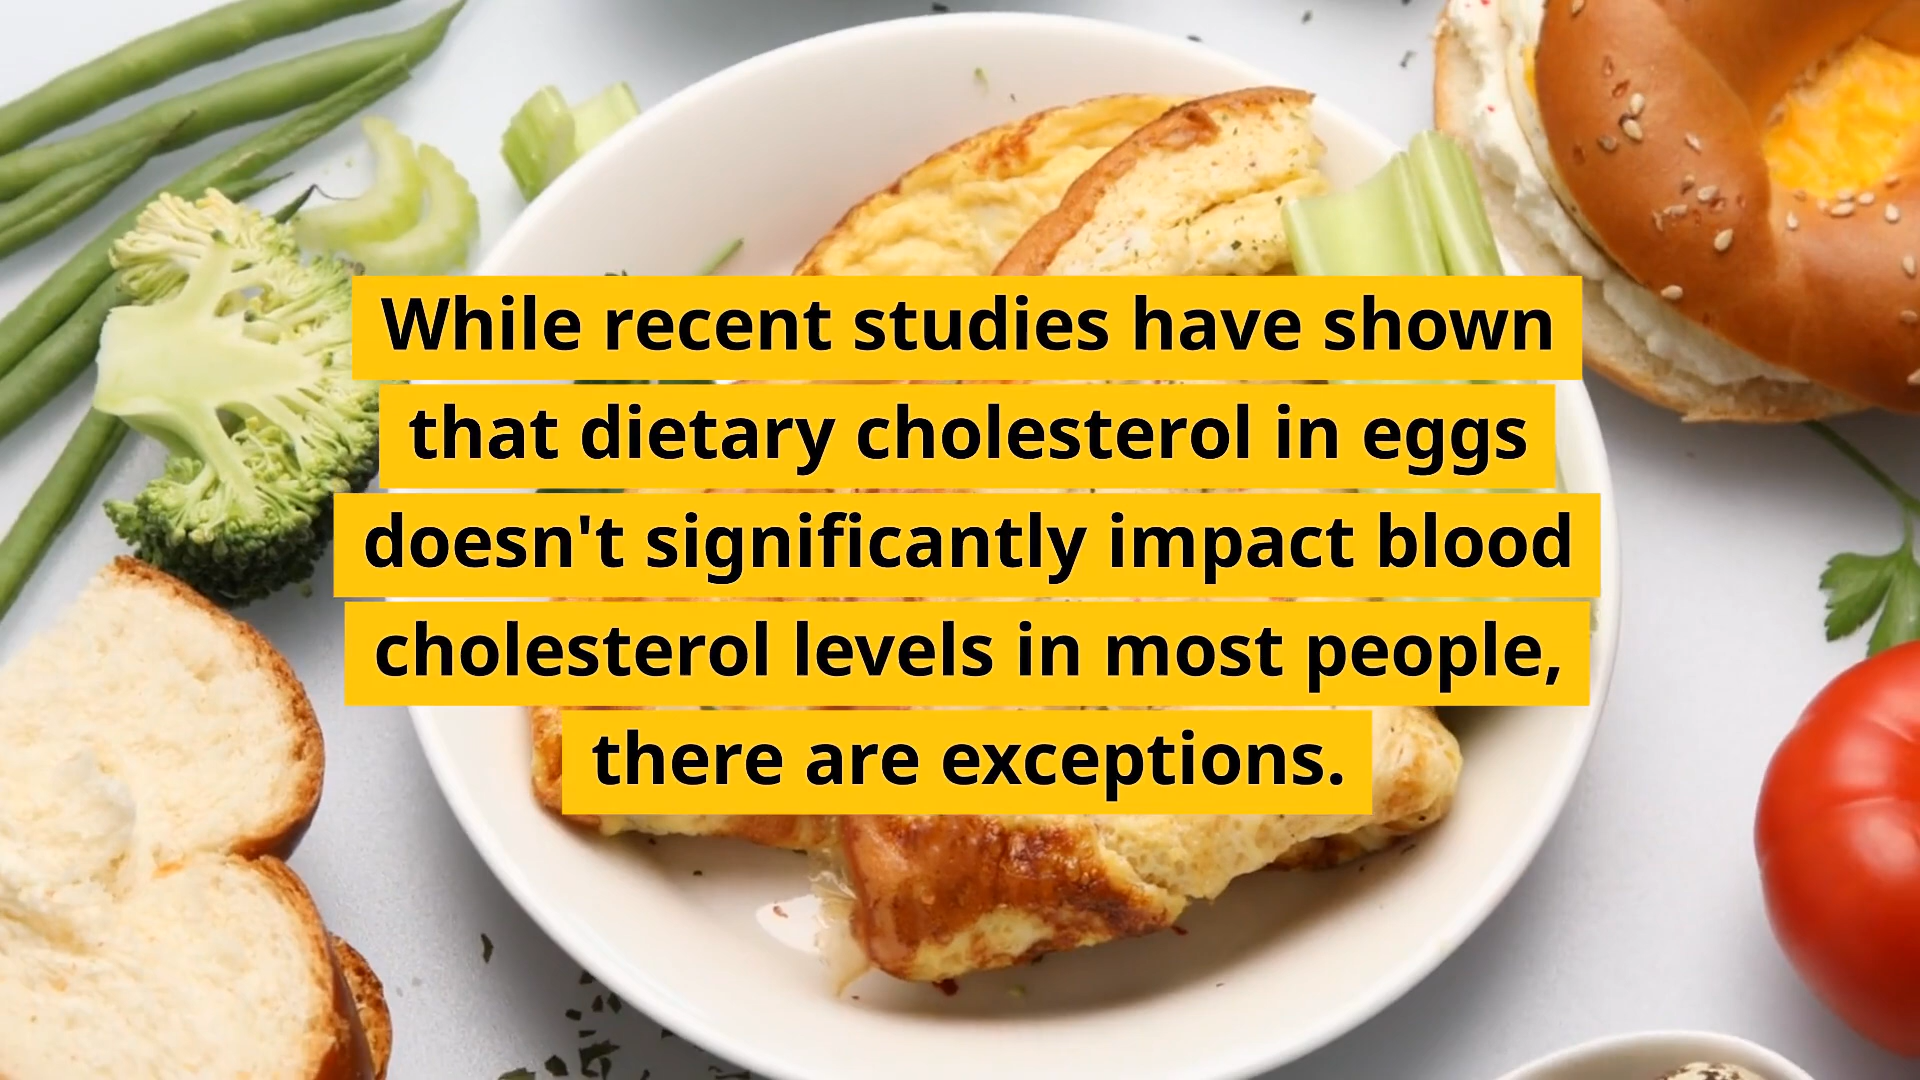 While recent studies have shown
that dietary cholesterol in eggs
doesn't significantly impact blood
cholesterol levels in most people,
there are exceptions.